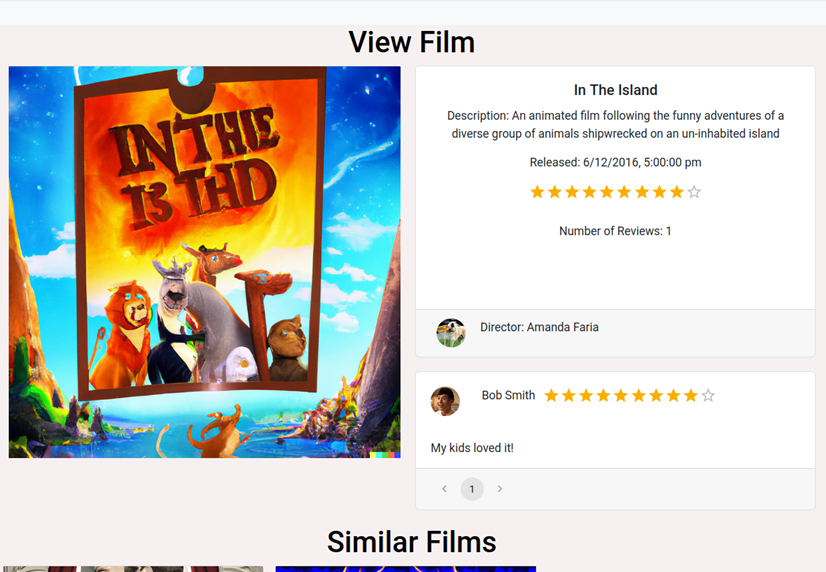 View Film
IN THE
IS THD
In The Island
Description: An animated film following the funny adventures of a
diverse group of animals shipwrecked on an un-inhabited island
Released: 6/12/2016, 5:00:00 pm
Number of Reviews: 1
Director: Amanda Faria
Bob Smith
My kids loved it!
1
Similar Films